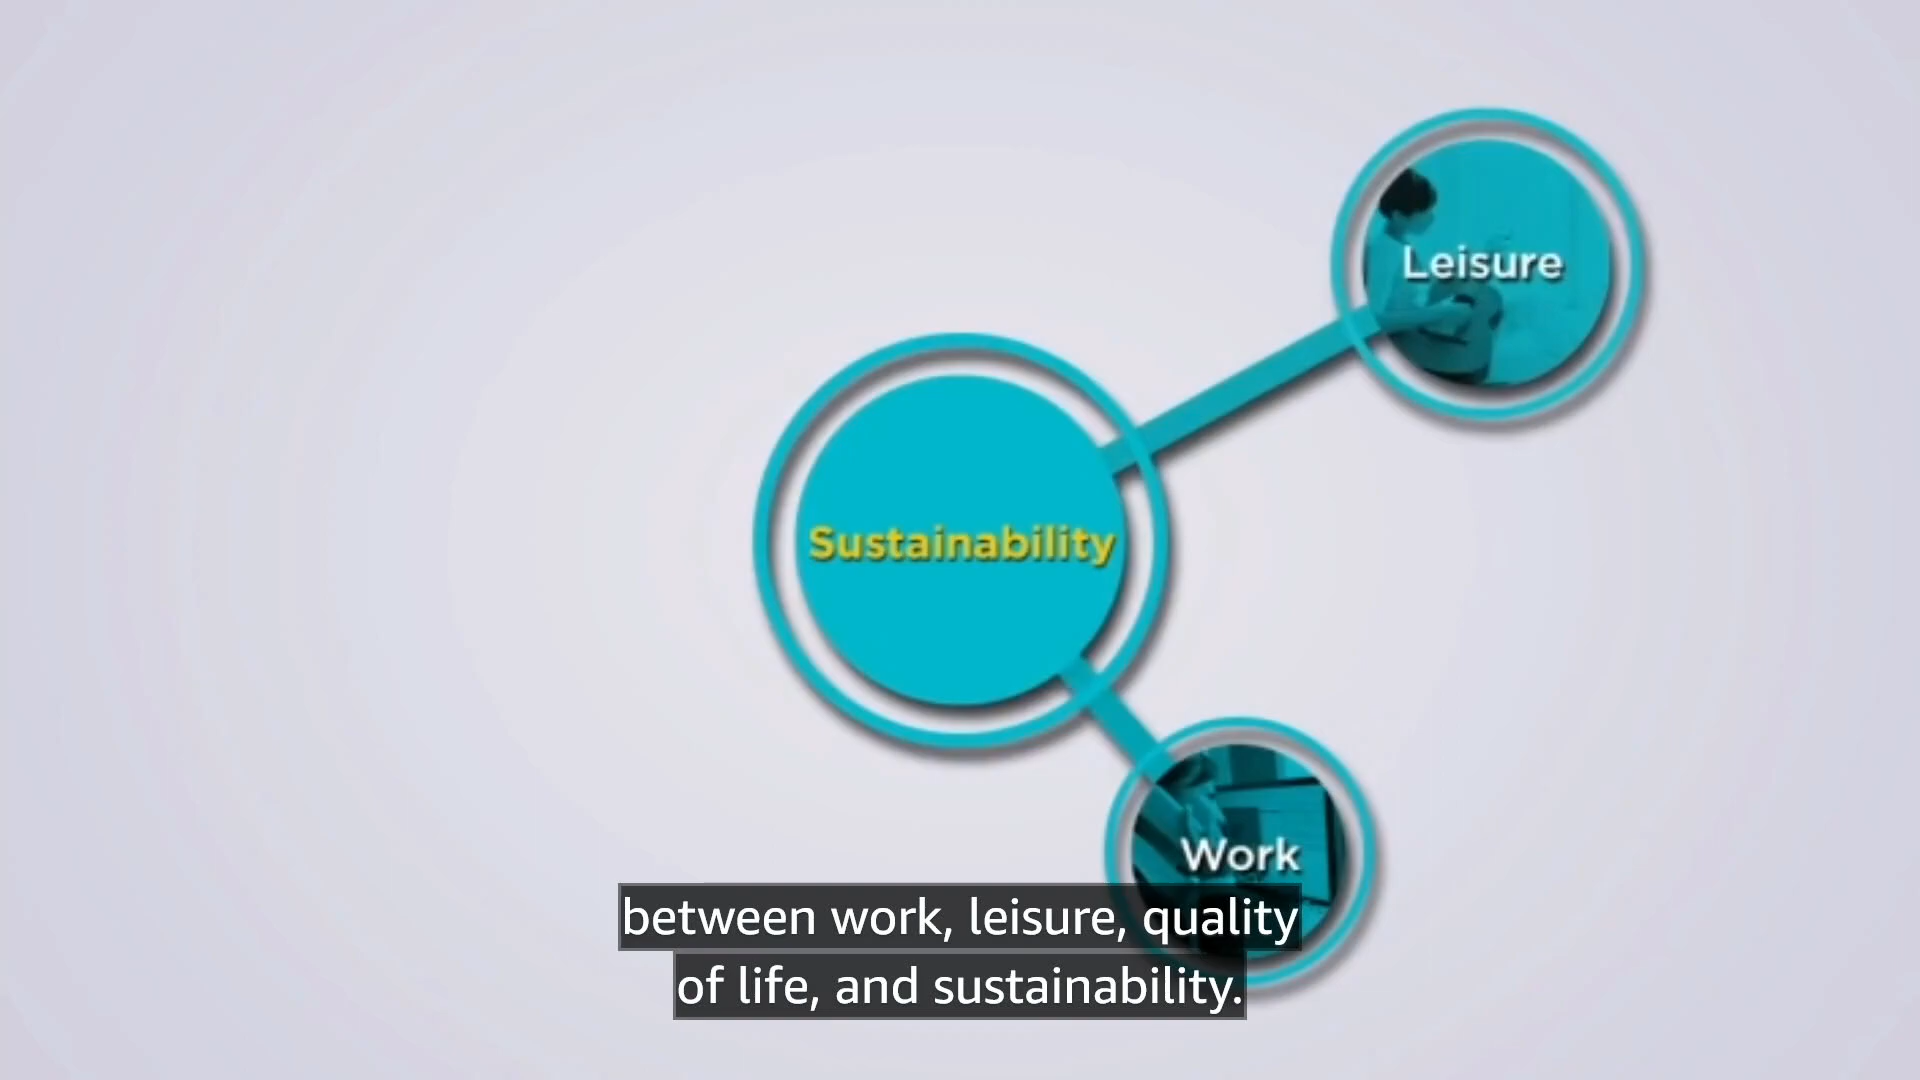 Leisure
Sustainability
Work
between work, leisure, quality
of life, and sustainability.